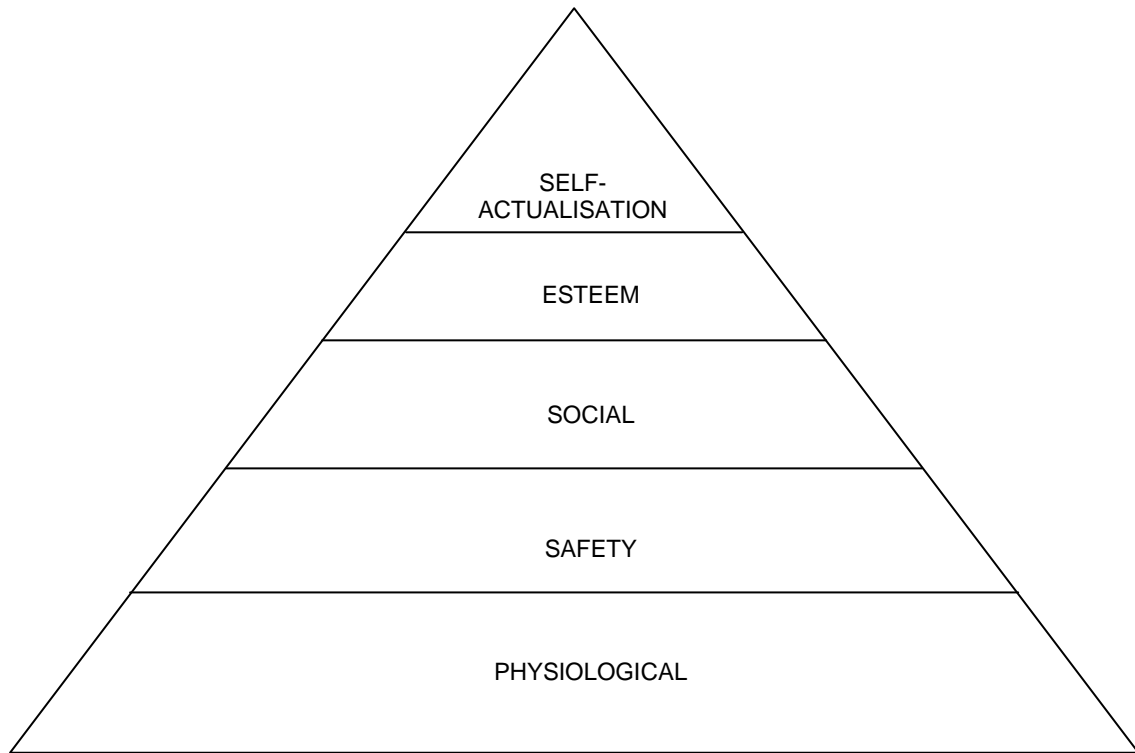 SELF-
ACTUALISATION
ESTEEM
SOCIAL
SAFETY
PHYSIOLOGICAL